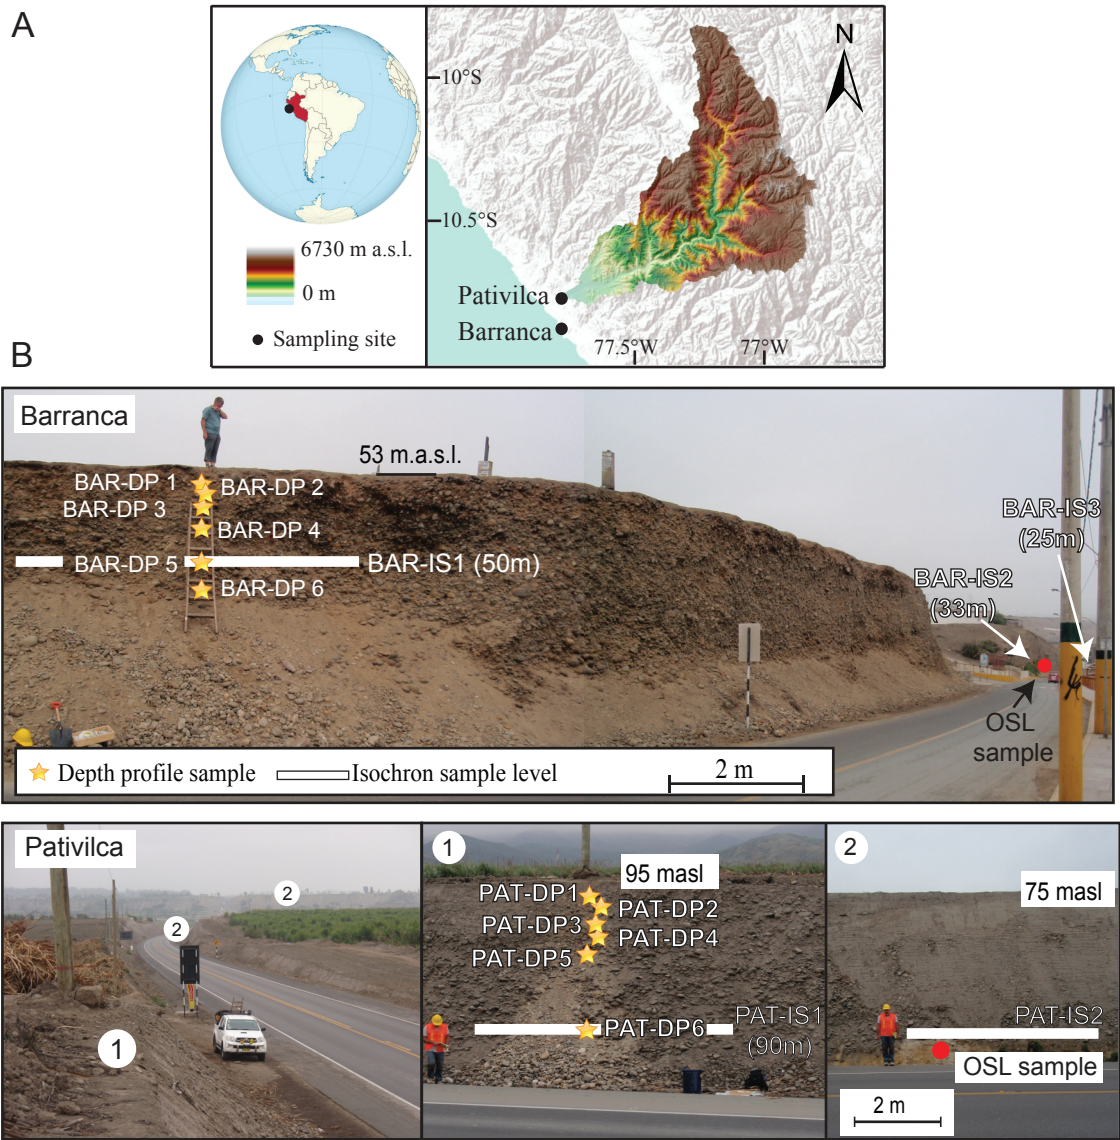 A
N
10°S
10.5°S
6730 m a.s.l.
0 m
Sampling site
Pativilca
Barranca
77.5°W
77°W
B
Barranca
53 m.a.s.l.
BAR-DP 1
BAR-DP 2
BAR-DP 3
BAR-DP 4
BAR-DP 5
BAR-IS1 (50m)
BAR-DP 6
BAR-IS3
(25m)
BAR-IS2
(33m)
OSL
sample
Depth profile sample
Isochron sample level
2 m
Pativilca
2
2
1
1
95 masl
PAT-DP1
PAT-DP2
PAT-DP3
PAT-DP4
PAT-DP5
PAT-DP6
PAT-IS1
(90m)
2
75 masl
PAT-IS2
OSL sample
2 m